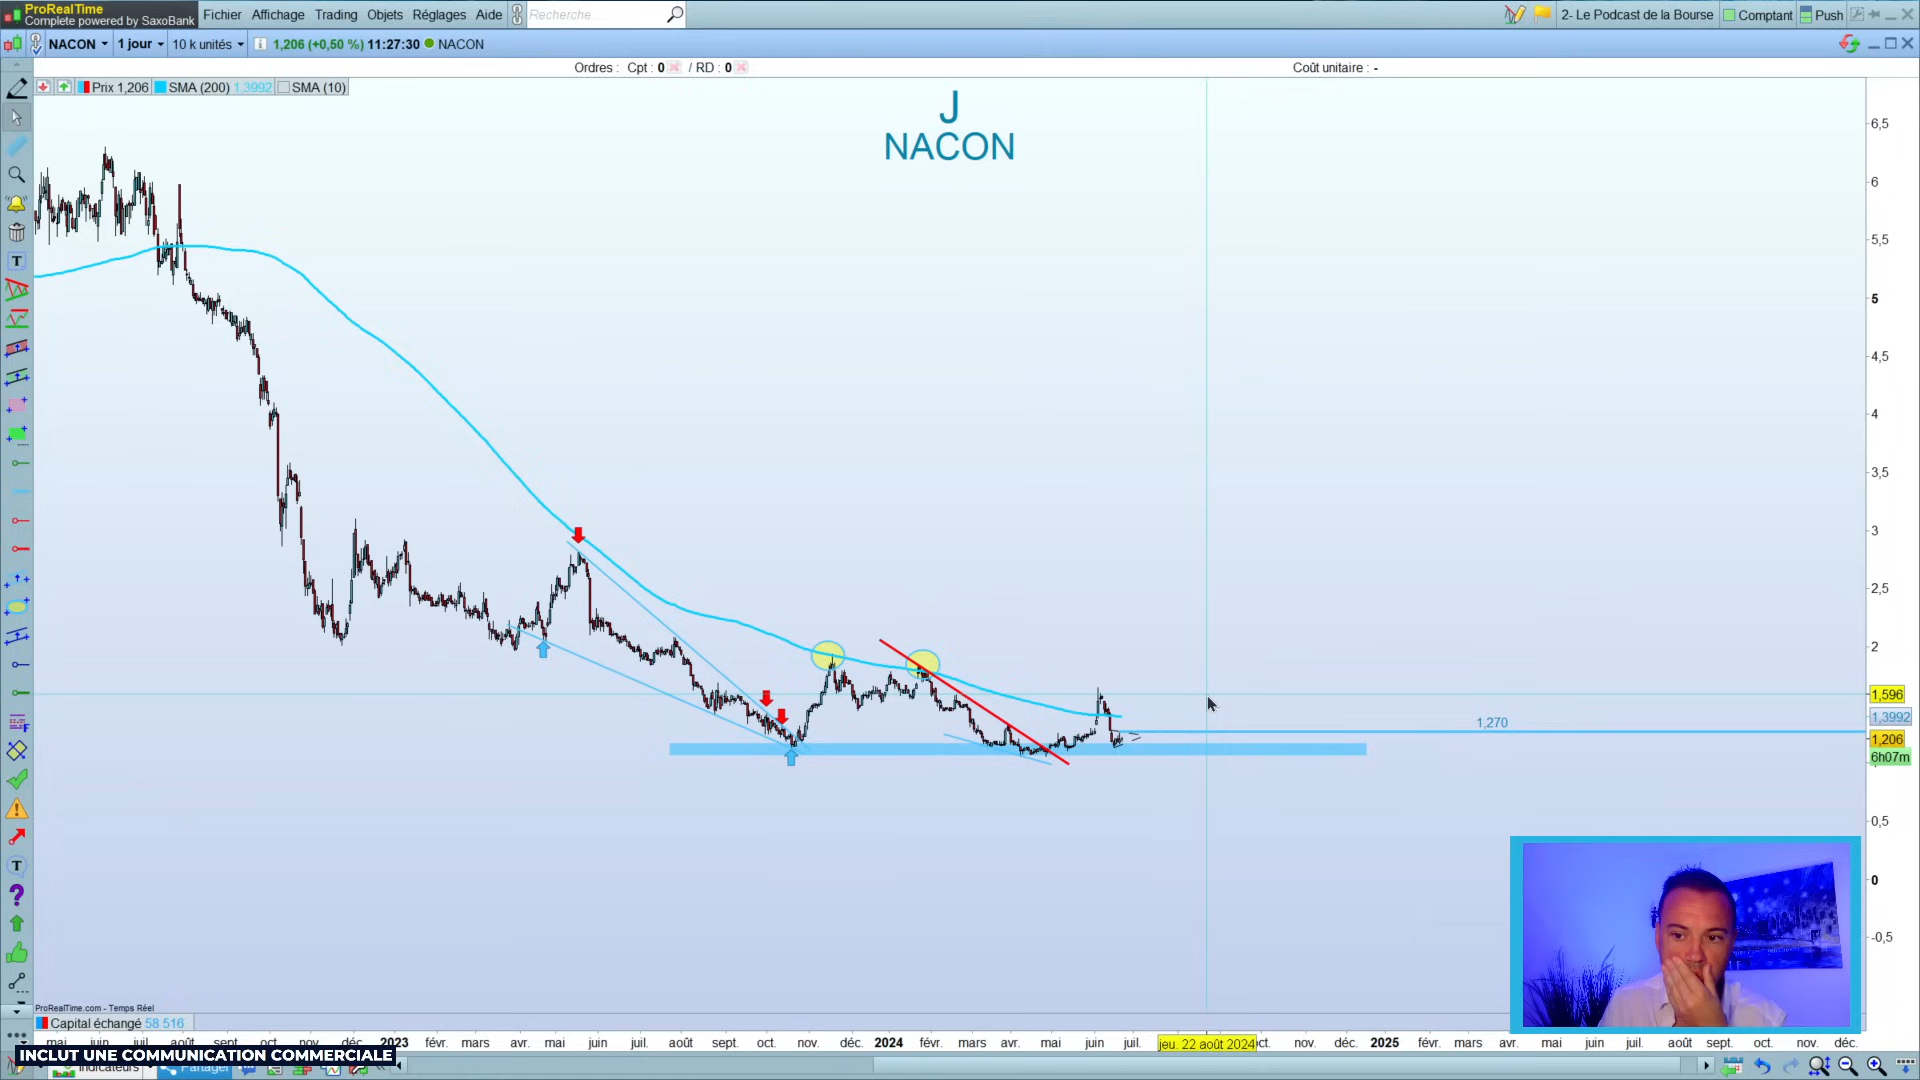 ProRealTime
Complete powered by SaxoBank
Fichier Affichage Trading Objets Réglages Aide Recherche...
2- Le Podcast de la Bourse Comptant Push
NACON 1 jour 10 k unités 1,206 (+0,50 %) 11:27:30 NACON
Ordres : Cpt : 0 / RD : 0 Coût unitaire : -
Prix 1,206 SMA (200) 1,3992 SMA (10)
J
NACON
6,5
6
5,5
5
4,5
4
3,5
3
2,5
2
1,596
1,3992
1,270
1,206
6h07m
0,5
0
-0,5
ProRealTime.com - Temps Réel
Capital échangé 58 516
mai juin juil. août sept. oct. nov. déc. 2023 févr. mars avr. mai juin juil. août sept. oct. nov. déc. 2024 févr. mars avr. mai juin juil. jeu. 22 août 2024 oct. nov. déc. 2025 févr. mars avr. mai juin juil. août sept. oct. nov. déc.
INCLUT UNE COMMUNICATION COMMERCIALE
Indicateurs Partager